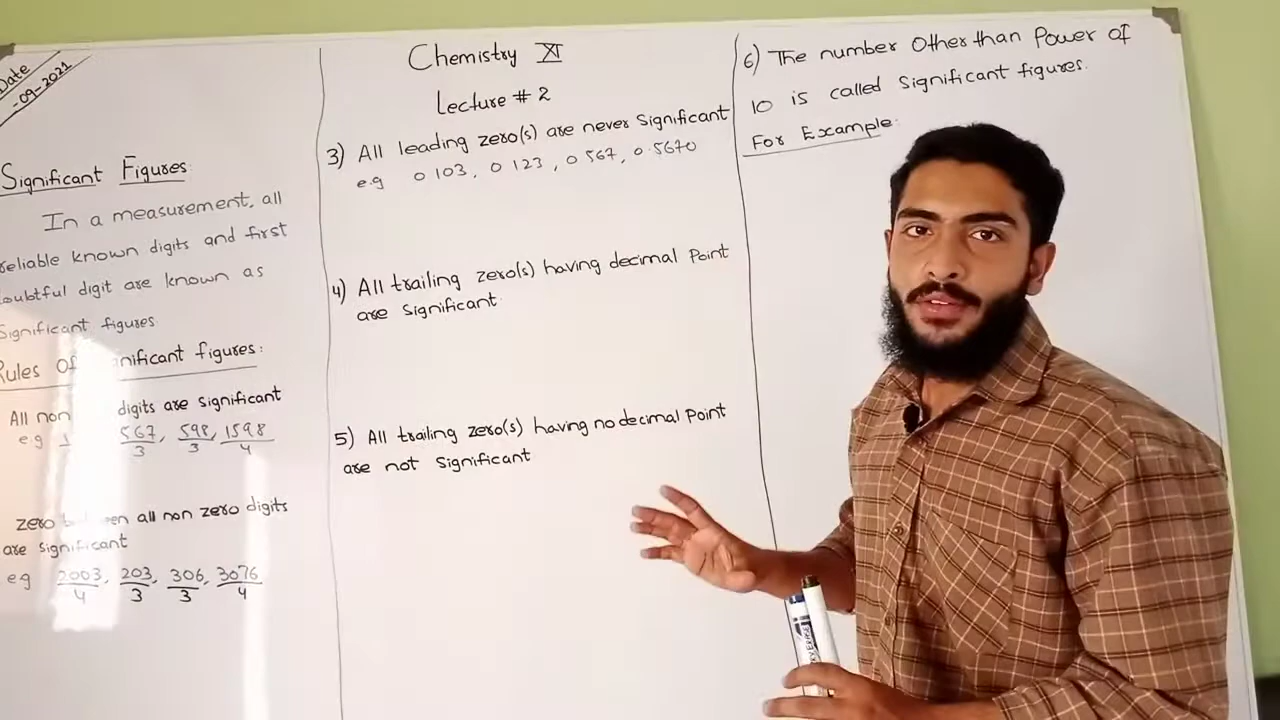 Date
-09-2021
Significant Figures:
In a measurement, all
reliable known digits and first
doubtful digit are known as
Significant figures
Rules of nificant figures:
All non digits are significant
e.g 1 567, 598, 1598
3 3 4
zero b en all non zero digits
are significant
eg 2003, 203, 306, 3076
4 3 3 4
Chemistry XI
Lecture # 2
3) All leading zero(s) are never significant
e.g 0 103, 0 123, 0 567, 0.5670
4) All trailing zero(s) having decimal Point
are significant
5) All trailing zero(s) having no decimal Point
are not significant
6) The number Other than Power of
10 is called significant figures.
For Example: